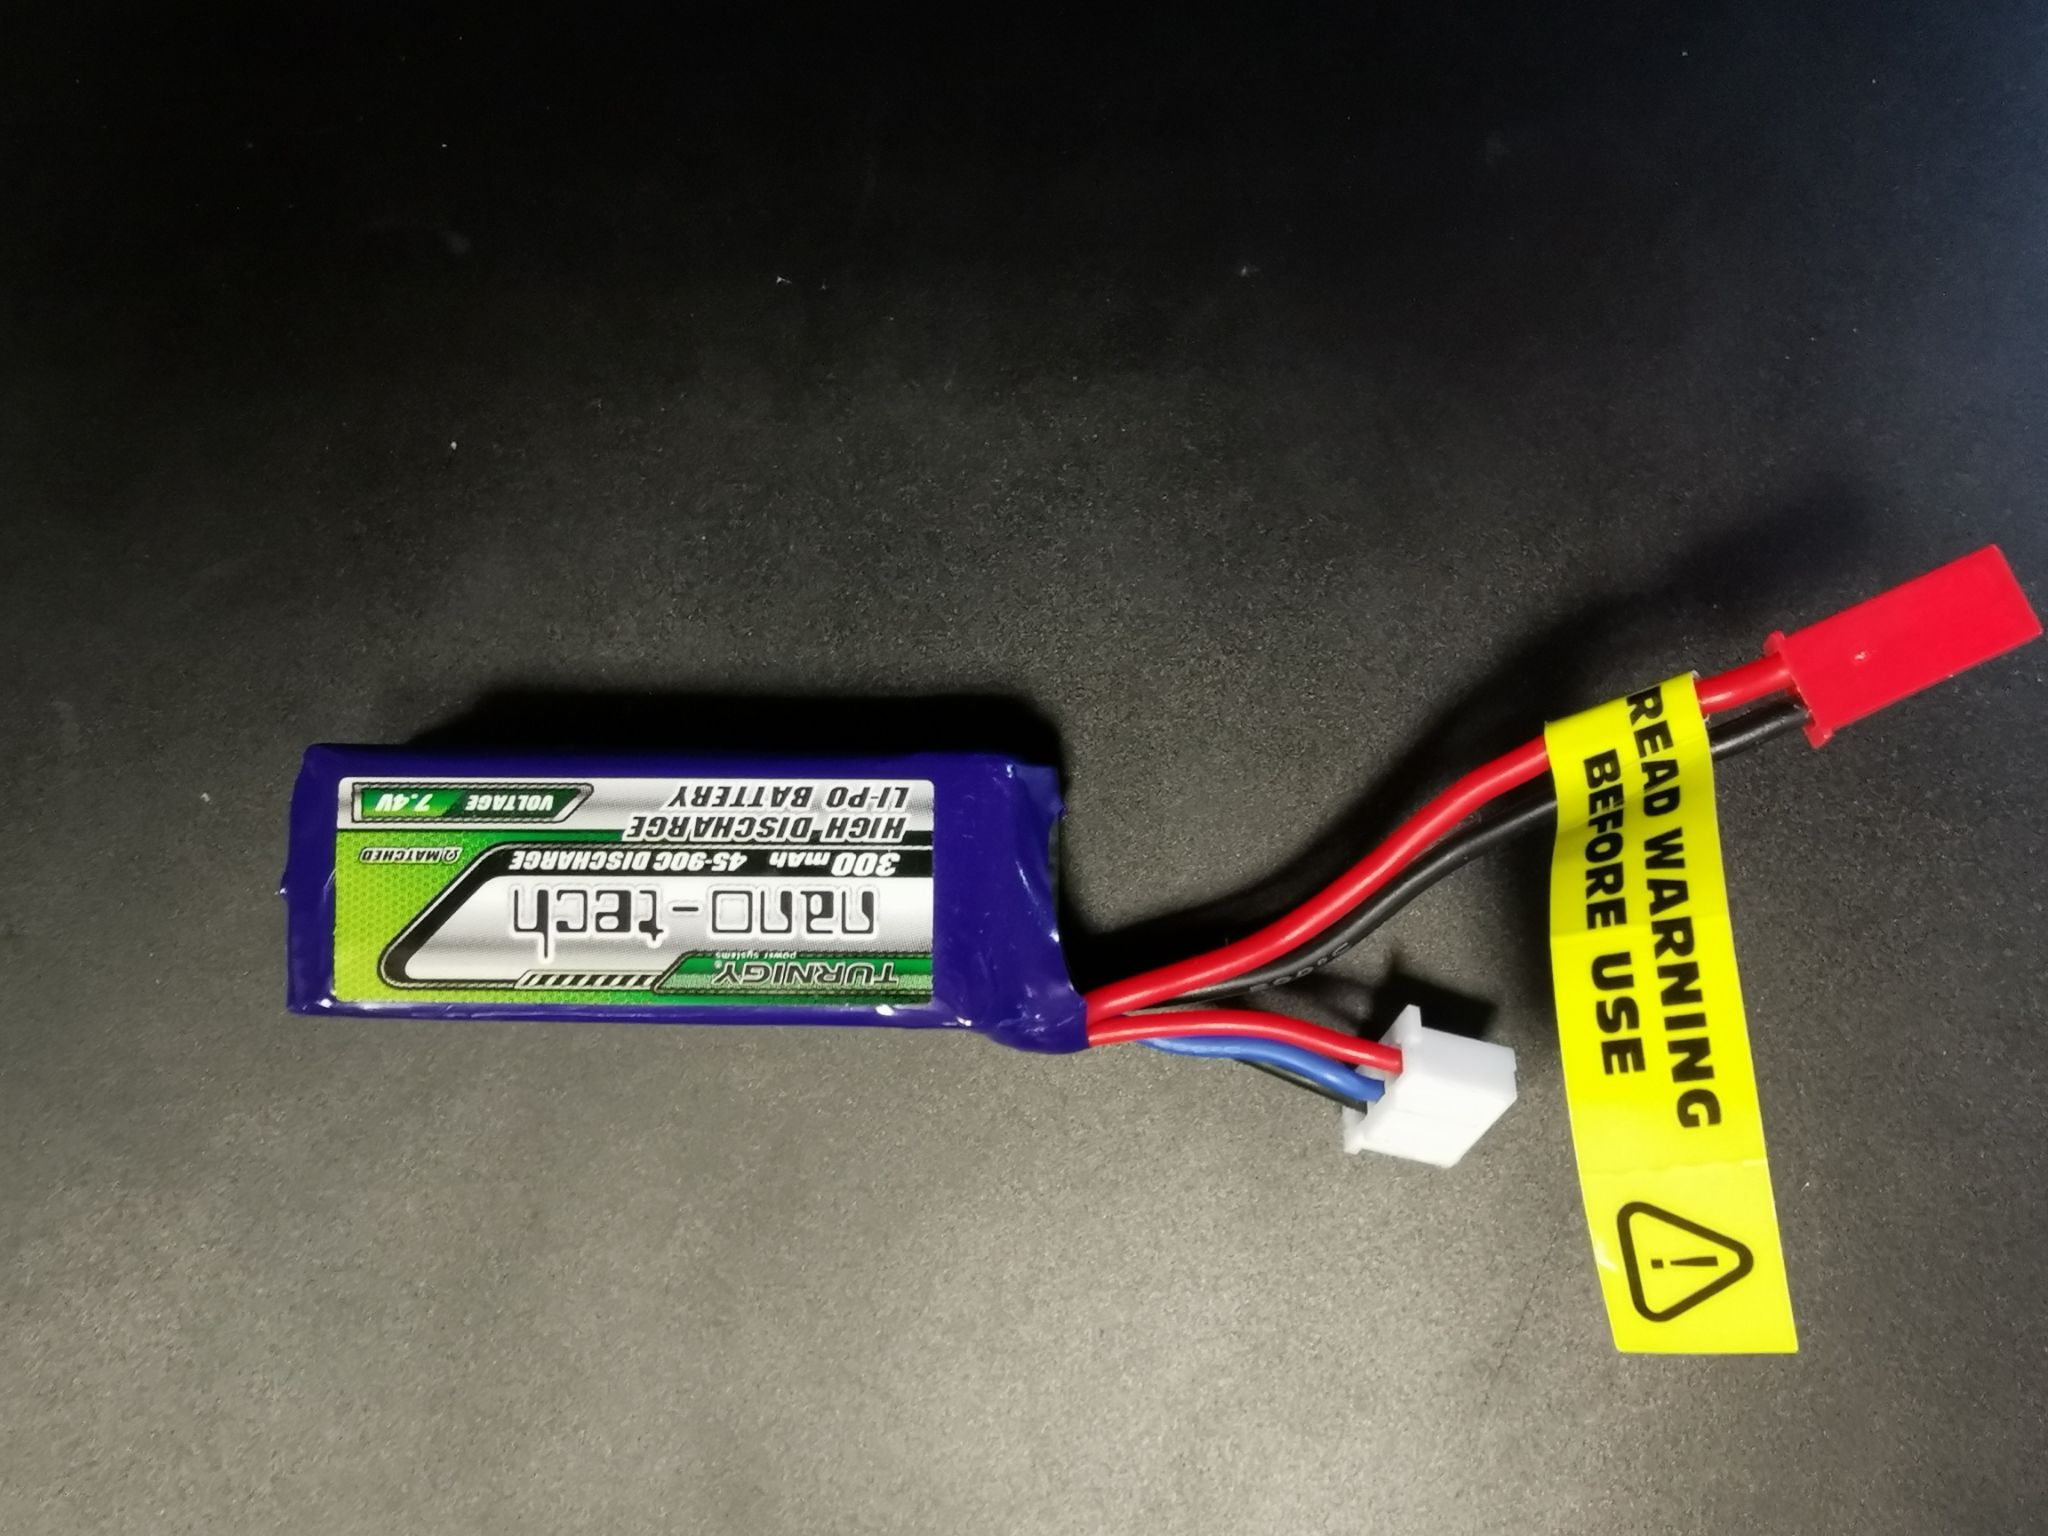 TURNIGY®
power systems
nano-tech
300 mAh 45-90C DISCHARGE
Ω MATCHED
HIGH DISCHARGE
LI-PO BATTERY
VOLTAGE 7.4V
READ WARNING
BEFORE USE